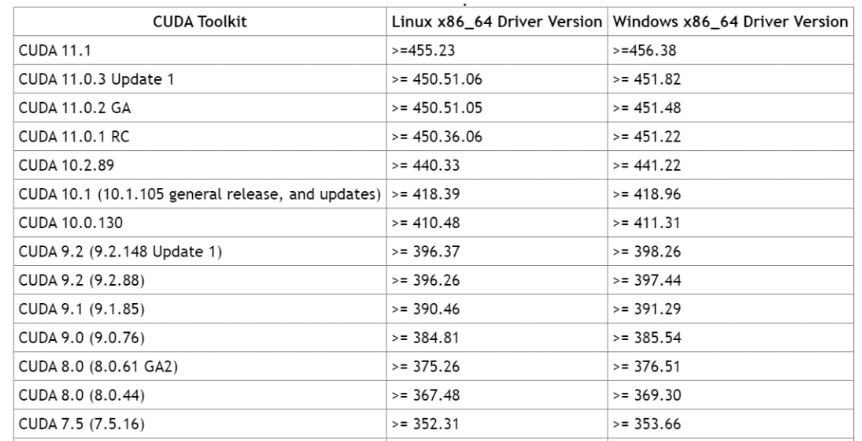 CUDA Toolkit Linux x86_64 Driver Version Windows x86_64 Driver Version
CUDA 11.1 >=455.23 >=456.38
CUDA 11.0.3 Update 1 >= 450.51.06 >= 451.82
CUDA 11.0.2 GA >= 450.51.05 >= 451.48
CUDA 11.0.1 RC >= 450.36.06 >= 451.22
CUDA 10.2.89 >= 440.33 >= 441.22
CUDA 10.1 (10.1.105 general release, and updates) >= 418.39 >= 418.96
CUDA 10.0.130 >= 410.48 >= 411.31
CUDA 9.2 (9.2.148 Update 1) >= 396.37 >= 398.26
CUDA 9.2 (9.2.88) >= 396.26 >= 397.44
CUDA 9.1 (9.1.85) >= 390.46 >= 391.29
CUDA 9.0 (9.0.76) >= 384.81 >= 385.54
CUDA 8.0 (8.0.61 GA2) >= 375.26 >= 376.51
CUDA 8.0 (8.0.44) >= 367.48 >= 369.30
CUDA 7.5 (7.5.16) >= 352.31 >= 353.66